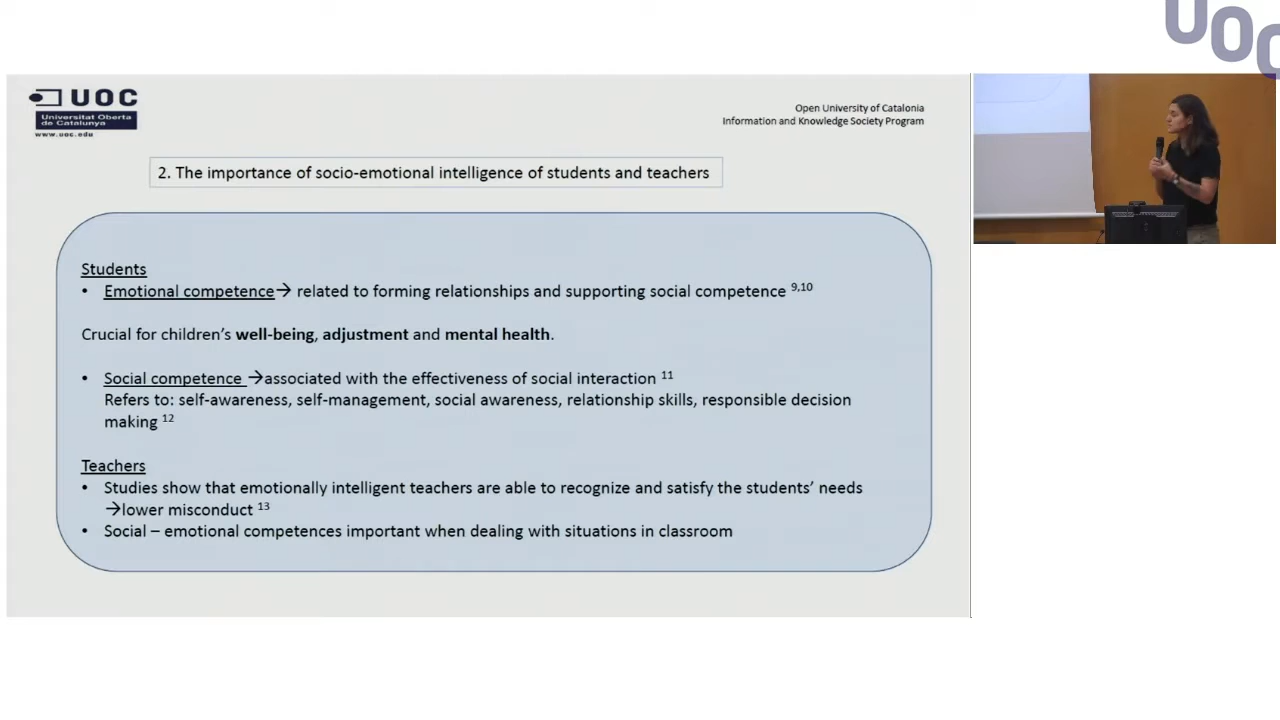 UOC
UOC
Universitat Oberta
de Catalunya
www.uoc.edu
Open University of Catalonia
Information and Knowledge Society Program
2. The importance of socio-emotional intelligence of students and teachers
Students
• Emotional competence→ related to forming relationships and supporting social competence 9,10
Crucial for children’s well-being, adjustment and mental health.
• Social competence →associated with the effectiveness of social interaction 11
Refers to: self-awareness, self-management, social awareness, relationship skills, responsible decision
making 12
Teachers
• Studies show that emotionally intelligent teachers are able to recognize and satisfy the students’ needs
→lower misconduct 13
• Social – emotional competences important when dealing with situations in classroom